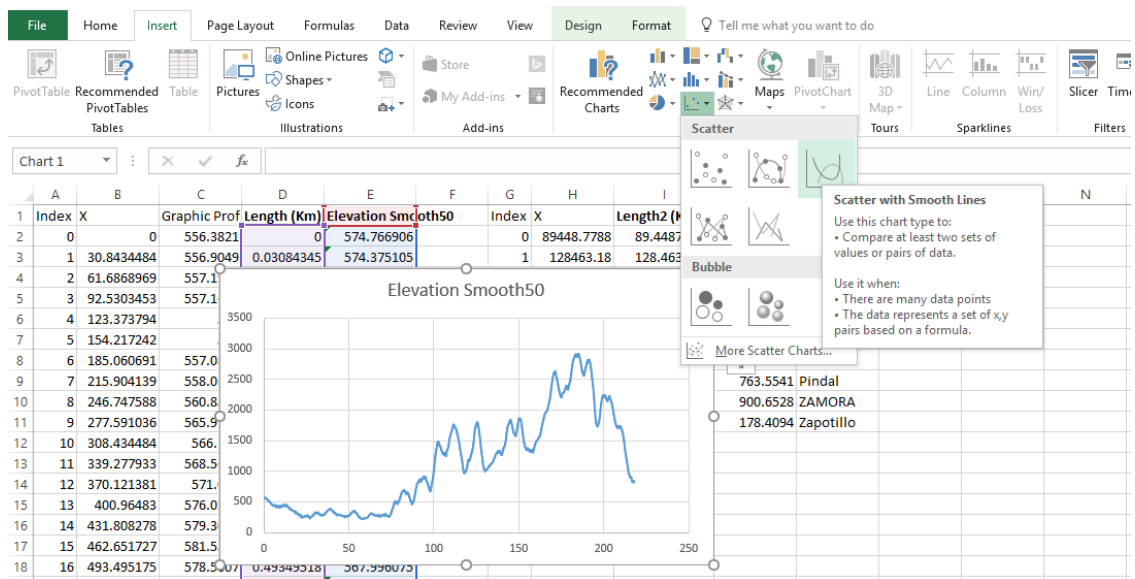 File Home Insert Page Layout Formulas Data Review View Design Format Tell me what you want to do
PivotTable Recommended PivotTables Table
Tables
Pictures Online Pictures
Shapes
Icons
Illustrations
Store
My Add-ins
Add-ins
Recommended Charts
Maps PivotChart
3D Map
Tours
Line Column Win/ Loss
Sparklines
Slicer
Filters
Chart 1 fx
Scatter
Bubble
More Scatter Charts...
Scatter with Smooth Lines
Use this chart type to:
• Compare at least two sets of
values or pairs of data.
Use it when:
• There are many data points
• The data represents a set of x,y
pairs based on a formula.
A B C D E F G H I N
1 Index X Graphic Prof Length (Km) Elevation Smooth50 Index X Length2 (K
2 0 0 556.3821 0 574.766906 0 89448.7788 89.4487
3 1 30.8434484 556.9049 0.03084345 574.375105 1 128463.18 128.463
4 2 61.6868969 557.1
5 3 92.5303453 557.1
6 4 123.373794
7 5 154.217242
8 6 185.060691 557.0
9 7 215.904139 558.0 763.5541 Pindal
10 8 246.747588 560.8 900.6528 ZAMORA
11 9 277.591036 565.9 178.4094 Zapotillo
12 10 308.434484 566.
13 11 339.277933 568.5
14 12 370.121381 571.
15 13 400.96483 576.0
16 14 431.808278 579.3
17 15 462.651727 581.5
18 16 493.495175 0.49349518 567.996075
Elevation Smooth50
3500
3000
2500
2000
1500
1000
500
0
0 50 100 150 200 250